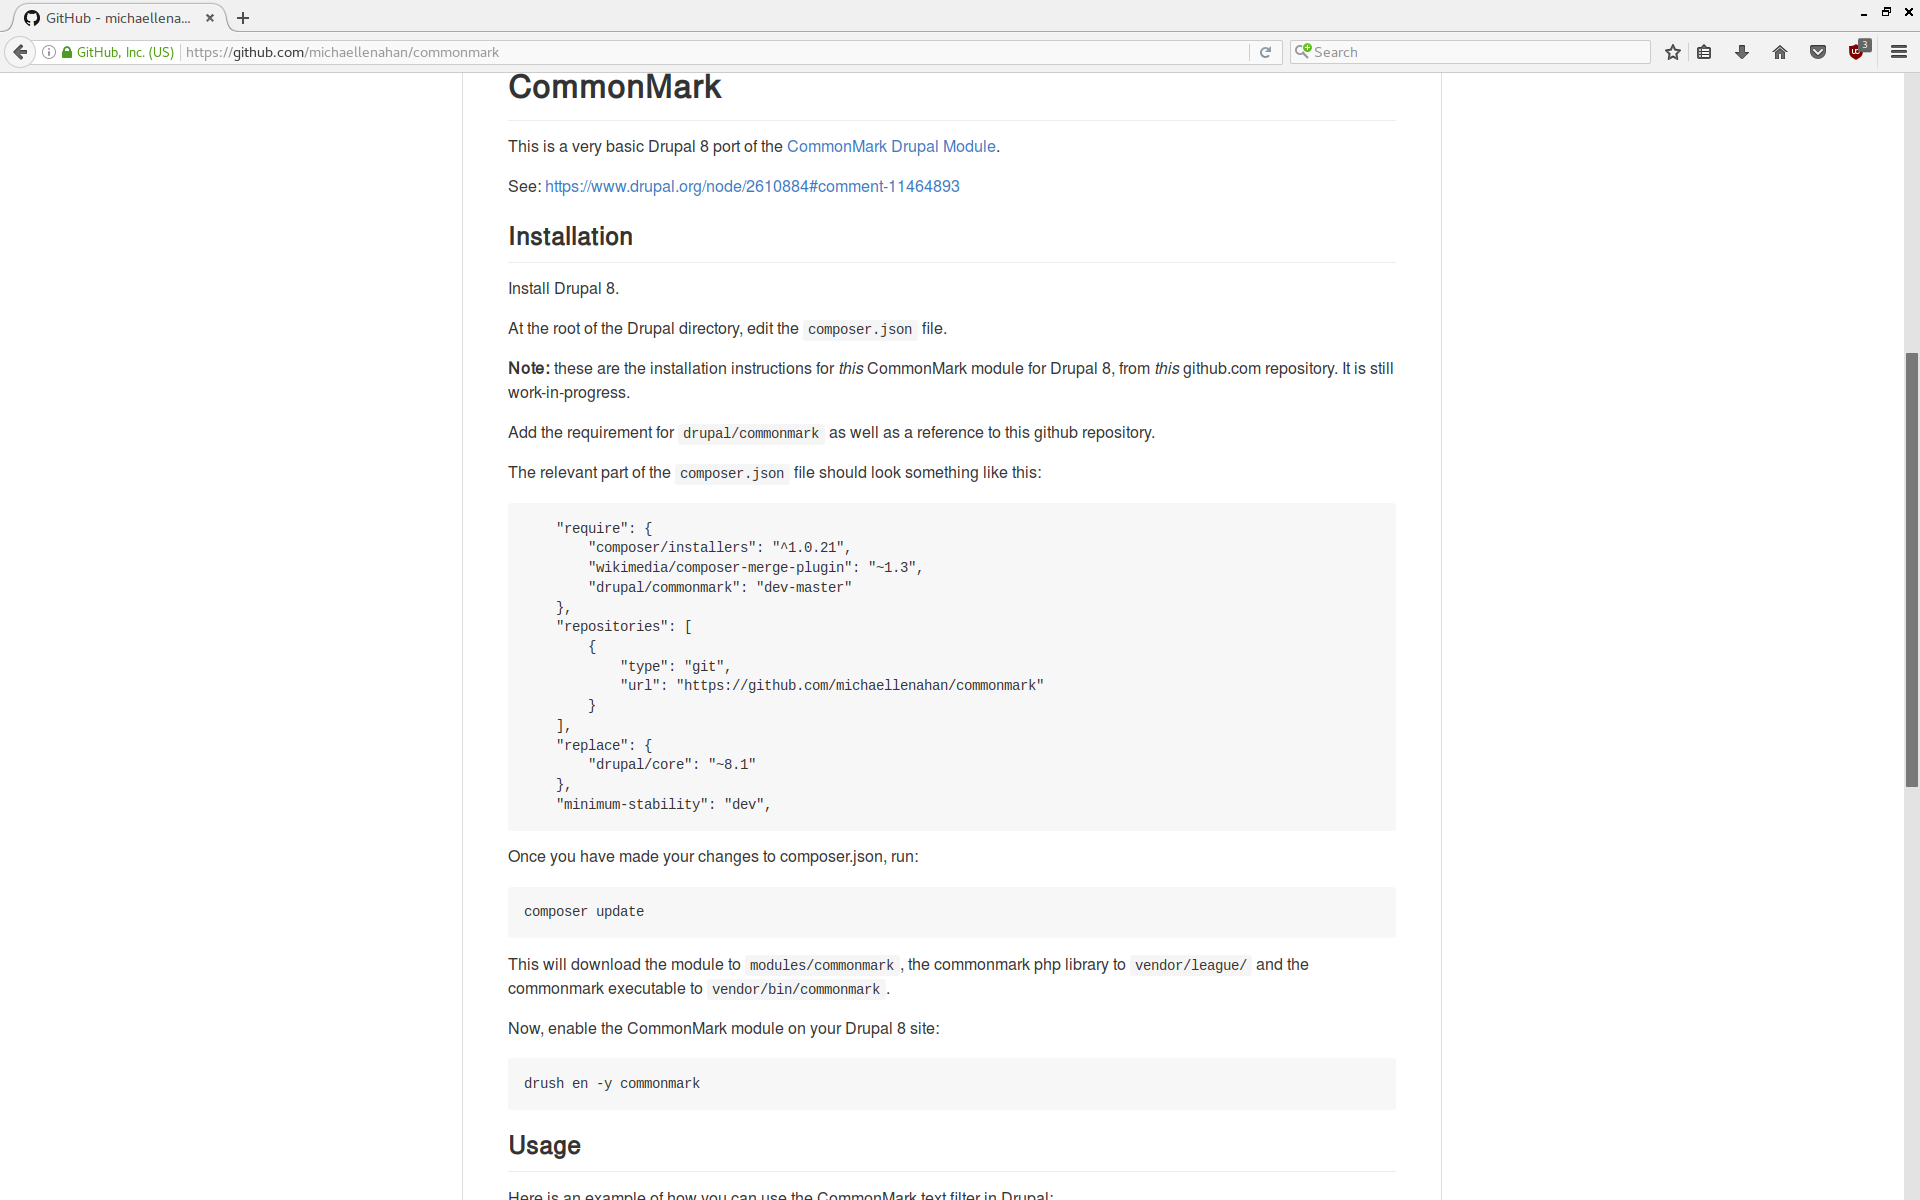 GitHub - michaellena...
GitHub, Inc. (US) https://github.com/michaellenahan/commonmark Search 3
CommonMark
This is a very basic Drupal 8 port of the CommonMark Drupal Module.
See: https://www.drupal.org/node/2610884#comment-11464893
Installation
Install Drupal 8.
At the root of the Drupal directory, edit the composer.json file.
Note: these are the installation instructions for this CommonMark module for Drupal 8, from this github.com repository. It is still
work-in-progress.
Add the requirement for drupal/commonmark as well as a reference to this github repository.
The relevant part of the composer.json file should look something like this:
"require": {
"composer/installers": "^1.0.21",
"wikimedia/composer-merge-plugin": "~1.3",
"drupal/commonmark": "dev-master"
},
"repositories": [
{
"type": "git",
"url": "https://github.com/michaellenahan/commonmark"
}
],
"replace": {
"drupal/core": "~8.1"
},
"minimum-stability": "dev",
Once you have made your changes to composer.json, run:
composer update
This will download the module to modules/commonmark, the commonmark php library to vendor/league/ and the
commonmark executable to vendor/bin/commonmark.
Now, enable the CommonMark module on your Drupal 8 site:
drush en -y commonmark
Usage
Here is an example of how you can use the CommonMark text filter in Drupal: